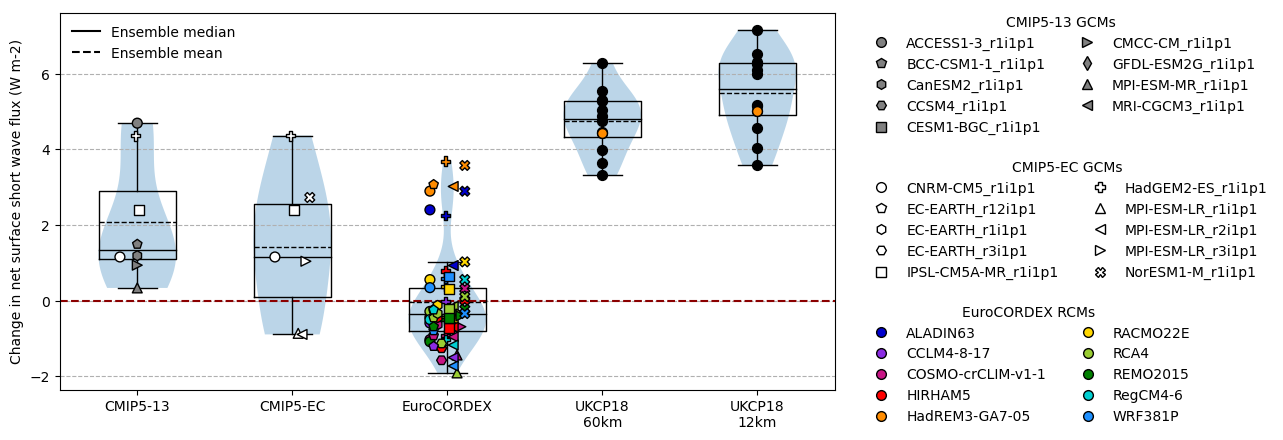 Change in net surface short wave flux (W m-2)
Ensemble median
Ensemble mean
6
4
2
0
−2
CMIP5-13
CMIP5-EC
EuroCORDEX
UKCP18
60km
UKCP18
12km
CMIP5-13 GCMs
ACCESS1-3_r1i1p1
BCC-CSM1-1_r1i1p1
CanESM2_r1i1p1
CCSM4_r1i1p1
CESM1-BGC_r1i1p1
CMCC-CM_r1i1p1
GFDL-ESM2G_r1i1p1
MPI-ESM-MR_r1i1p1
MRI-CGCM3_r1i1p1
CMIP5-EC GCMs
CNRM-CM5_r1i1p1
EC-EARTH_r12i1p1
EC-EARTH_r1i1p1
EC-EARTH_r3i1p1
IPSL-CM5A-MR_r1i1p1
HadGEM2-ES_r1i1p1
MPI-ESM-LR_r1i1p1
MPI-ESM-LR_r2i1p1
MPI-ESM-LR_r3i1p1
NorESM1-M_r1i1p1
EuroCORDEX RCMs
ALADIN63
CCLM4-8-17
COSMO-crCLIM-v1-1
HIRHAM5
HadREM3-GA7-05
RACMO22E
RCA4
REMO2015
RegCM4-6
WRF381P